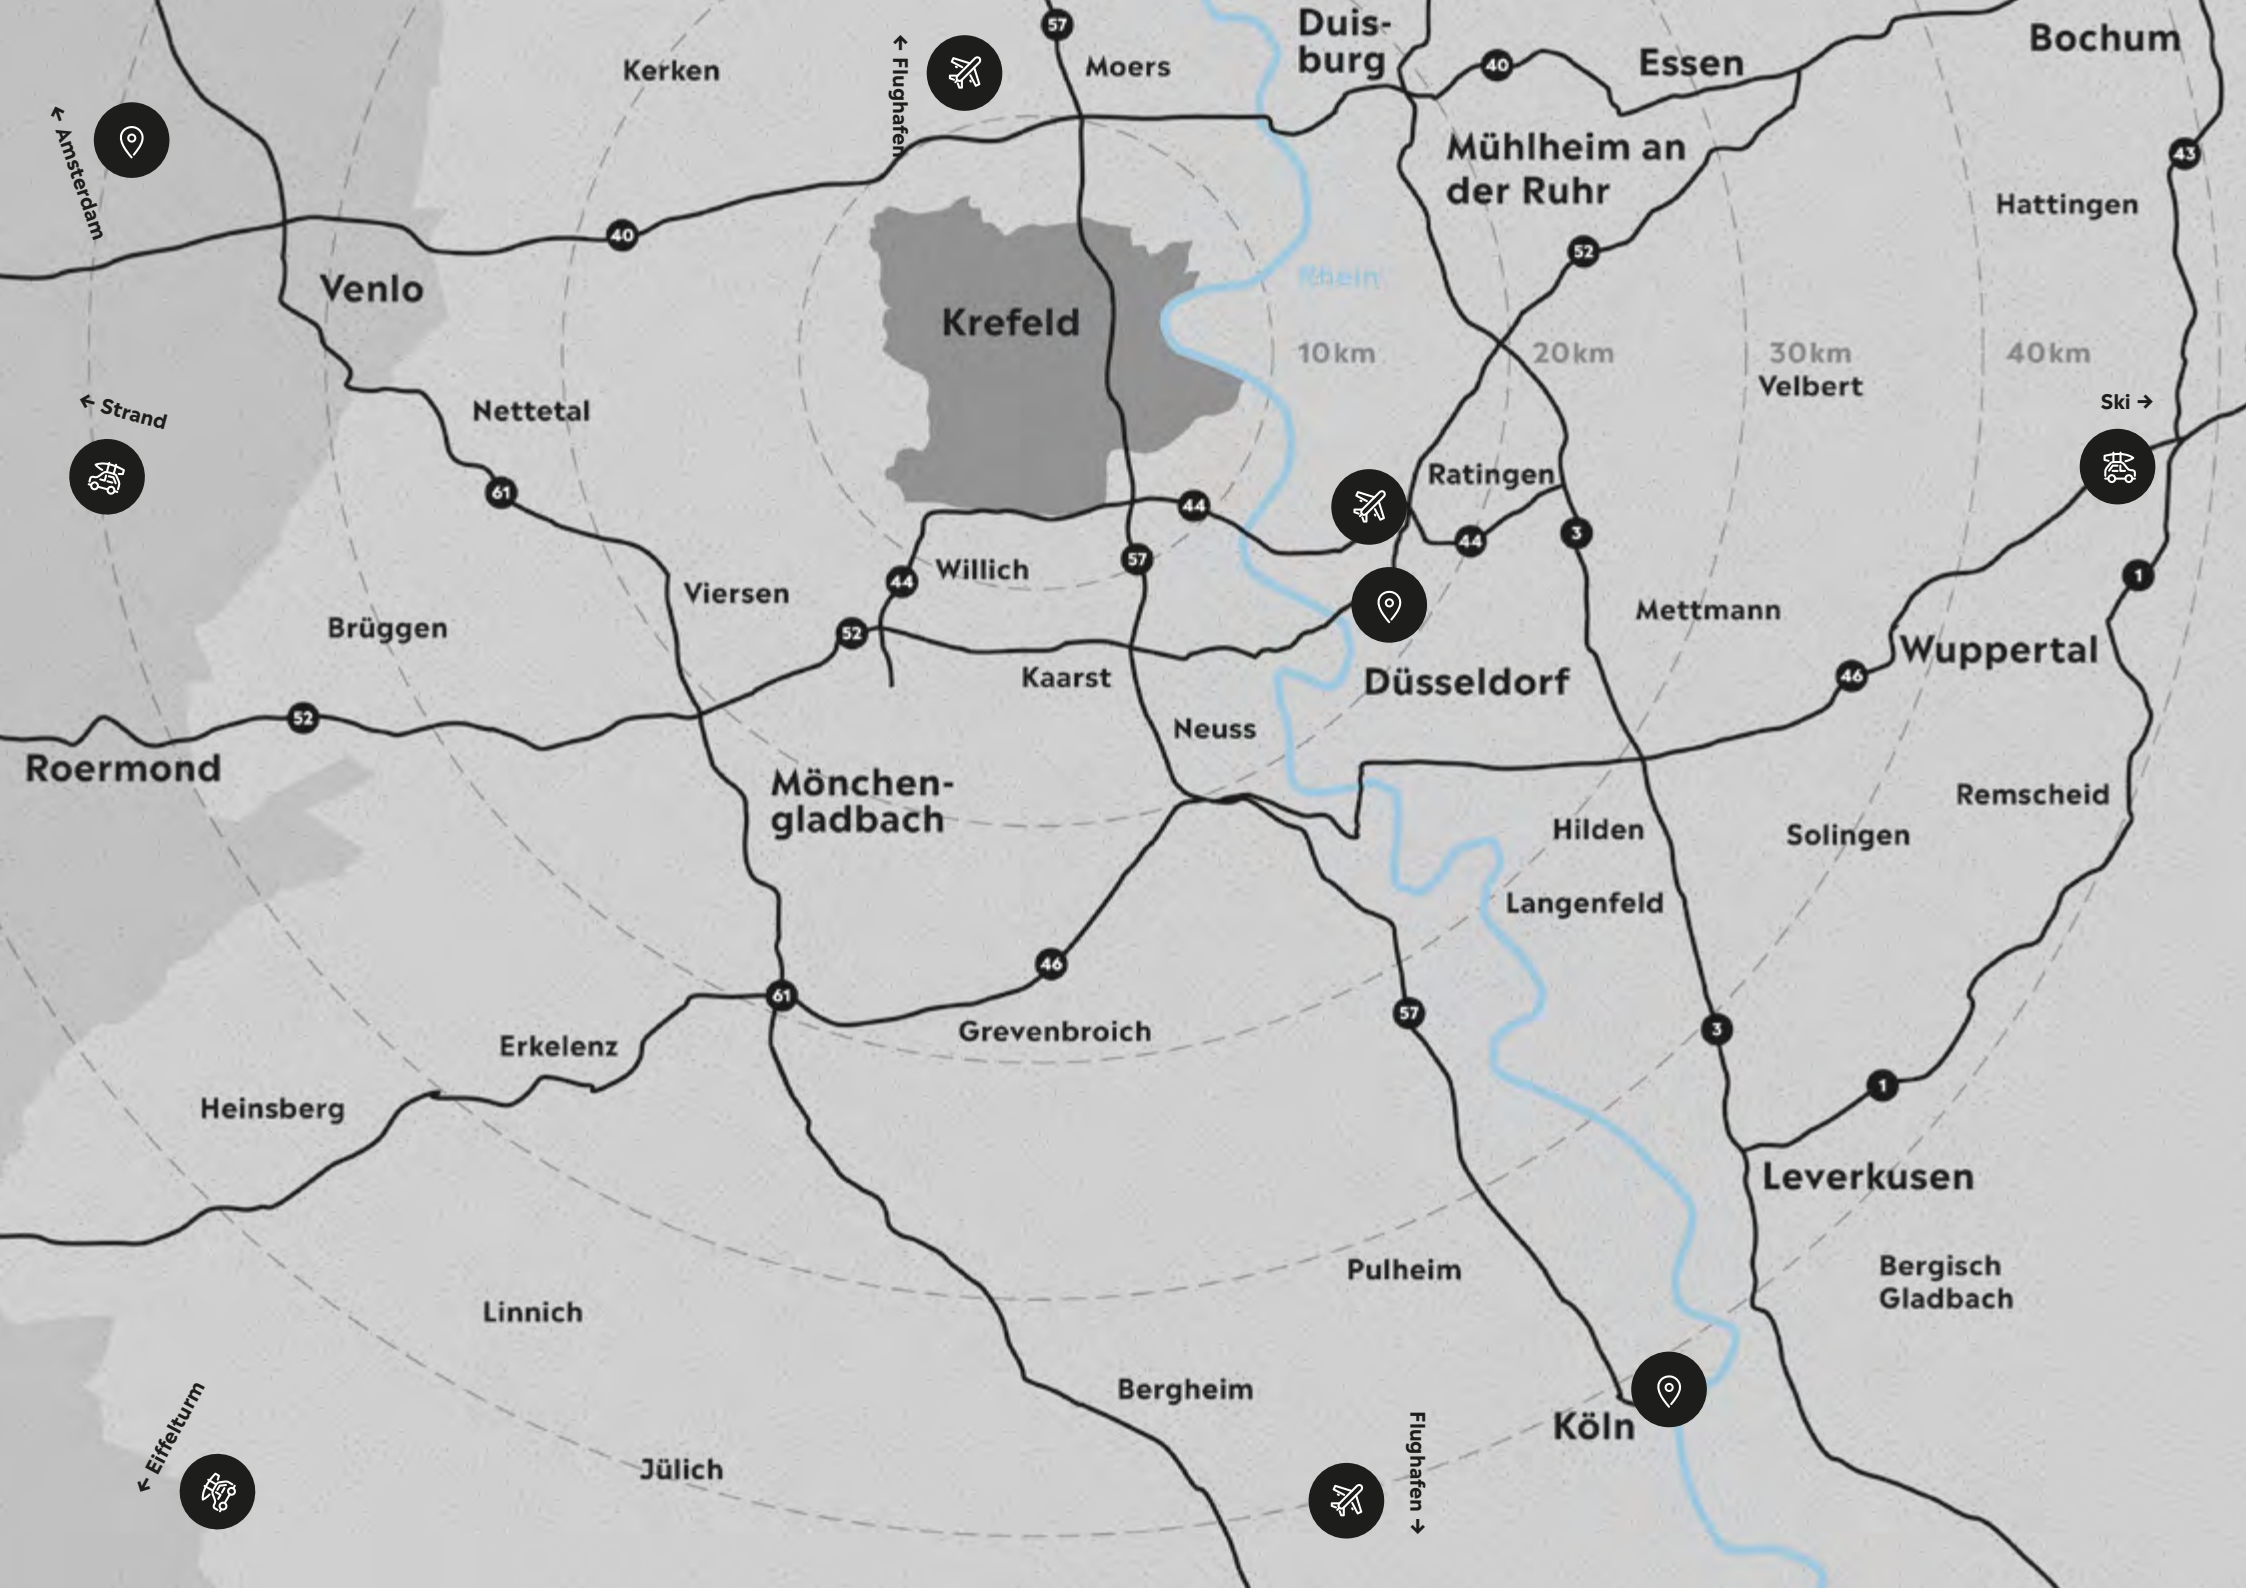 57
Duis-
burg
Bochum
Kerken
← Flughafen
Moers
40
Essen
← Amsterdam
Mühlheim an
der Ruhr
43
Hattingen
40
52
Venlo
Rhein
Krefeld
10km
20km
30km
40km
Velbert
← Strand
Nettetal
Ski →
61
Ratingen
44
44
3
57
Willich
44
1
Viersen
Mettmann
Brüggen
52
Wuppertal
Kaarst
Düsseldorf
46
52
Neuss
Roermond
Mönchen-
gladbach
Remscheid
Hilden
Solingen
Langenfeld
46
61
57
3
Grevenbroich
Erkelenz
1
Heinsberg
Leverkusen
Pulheim
Bergisch
Gladbach
Linnich
Bergheim
← Eiffelturm
Köln
Flughafen →
Jülich